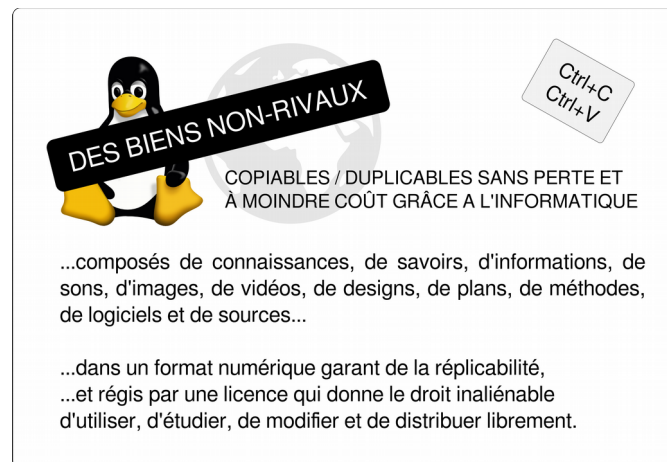 Ctrl+C
Ctrl+V
DES BIENS NON-RIVAUX
COPIABLES / DUPLICABLES SANS PERTE ET
À MOINDRE COÛT GRÂCE A L'INFORMATIQUE
...composés de connaissances, de savoirs, d'informations, de
sons, d'images, de vidéos, de designs, de plans, de méthodes,
de logiciels et de sources...
...dans un format numérique garant de la réplicabilité,
...et régis par une licence qui donne le droit inaliénable
d'utiliser, d'étudier, de modifier et de distribuer librement.